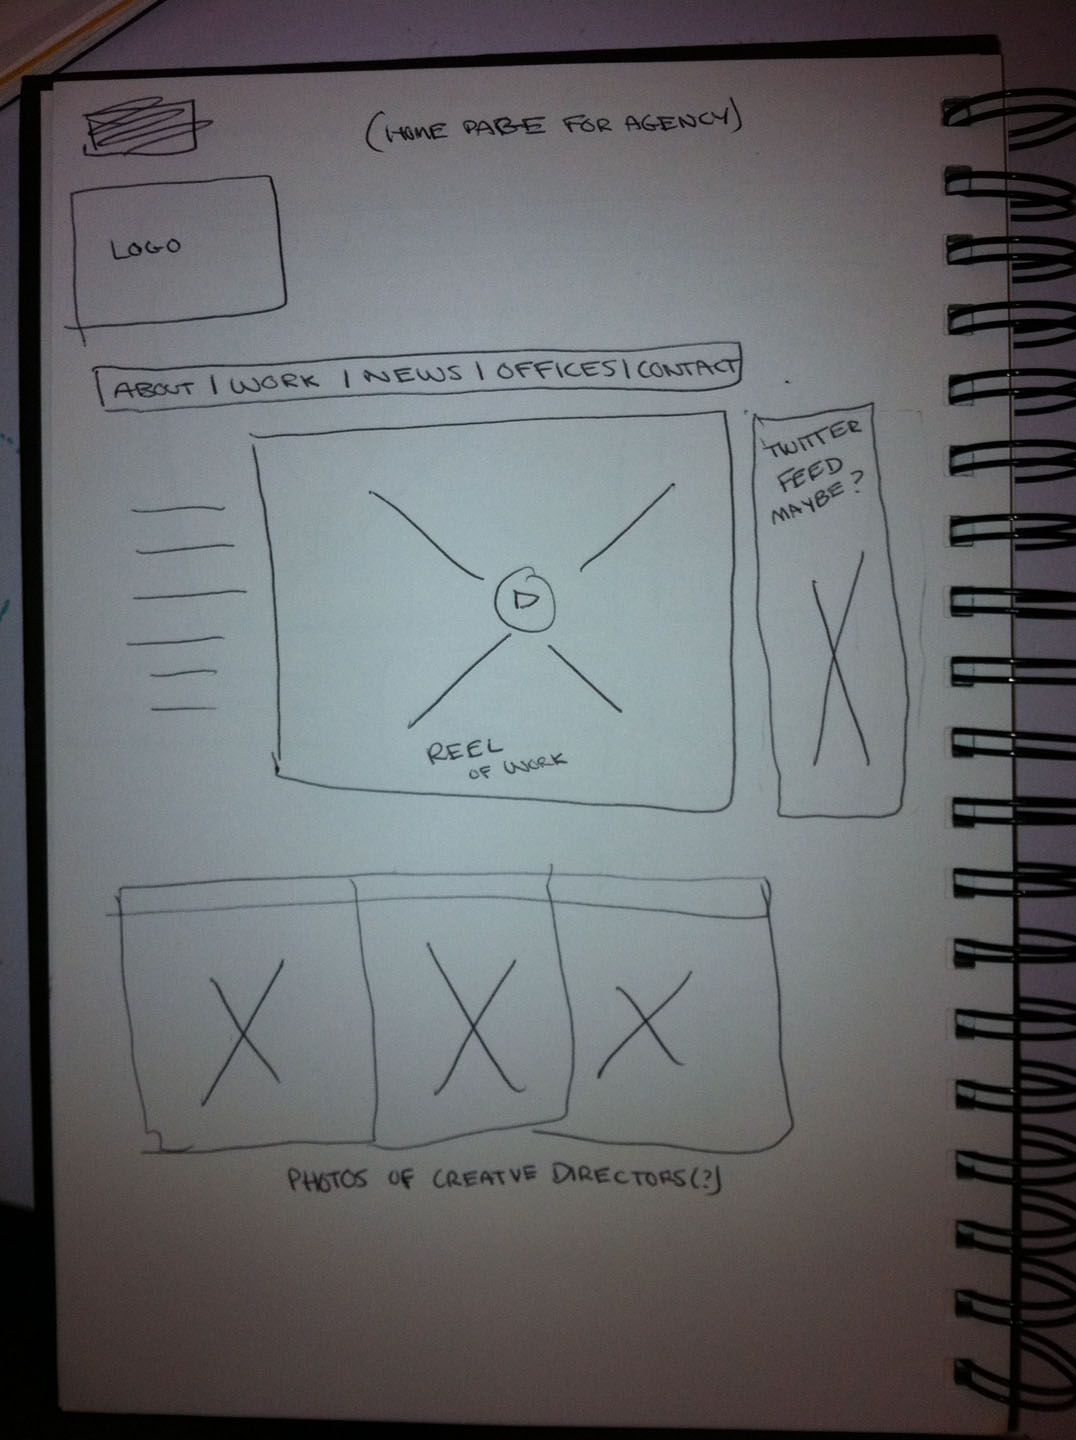 (HOME PAGE FOR AGENCY)
LOGO
ABOUT | WORK | NEWS | OFFICES | CONTACT
TWITTER
FEED
MAYBE?
REEL
OF WORK
PHOTOS OF CREATVE DIRECTORS(?)